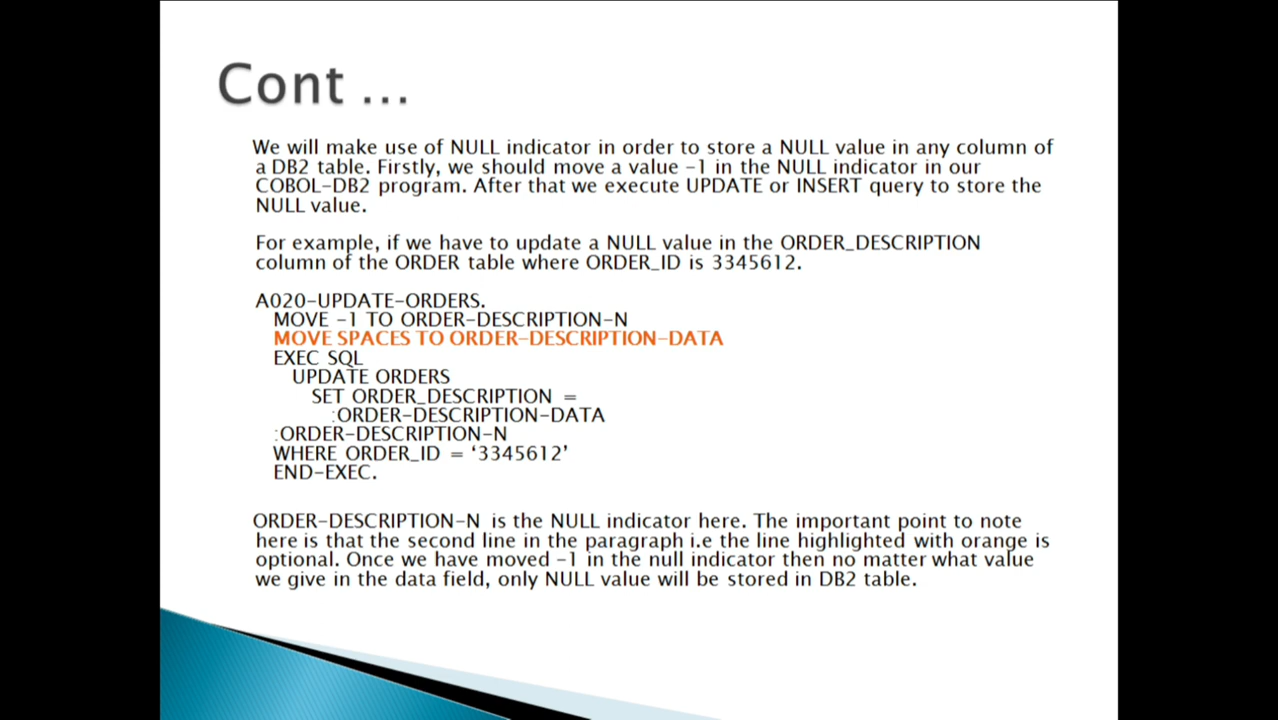 Cont ...
We will make use of NULL indicator in order to store a NULL value in any column of
a DB2 table. Firstly, we should move a value -1 in the NULL indicator in our
COBOL-DB2 program. After that we execute UPDATE or INSERT query to store the
NULL value.
For example, if we have to update a NULL value in the ORDER_DESCRIPTION
column of the ORDER table where ORDER_ID is 3345612.
A020-UPDATE-ORDERS.
MOVE -1 TO ORDER-DESCRIPTION-N
MOVE SPACES TO ORDER-DESCRIPTION-DATA
EXEC SQL
UPDATE ORDERS
SET ORDER_DESCRIPTION =
:ORDER-DESCRIPTION-DATA
:ORDER-DESCRIPTION-N
WHERE ORDER_ID = ‘3345612’
END-EXEC.
ORDER-DESCRIPTION-N is the NULL indicator here. The important point to note
here is that the second line in the paragraph i.e the line highlighted with orange is
optional. Once we have moved -1 in the null indicator then no matter what value
we give in the data field, only NULL value will be stored in DB2 table.